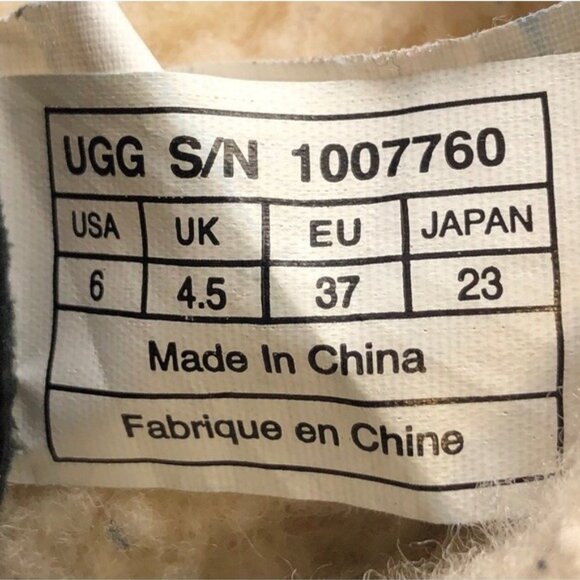 UGG S/N 1007760
USA UK EU JAPAN
6 4.5 37 23
Made In China
Fabrique en Chine